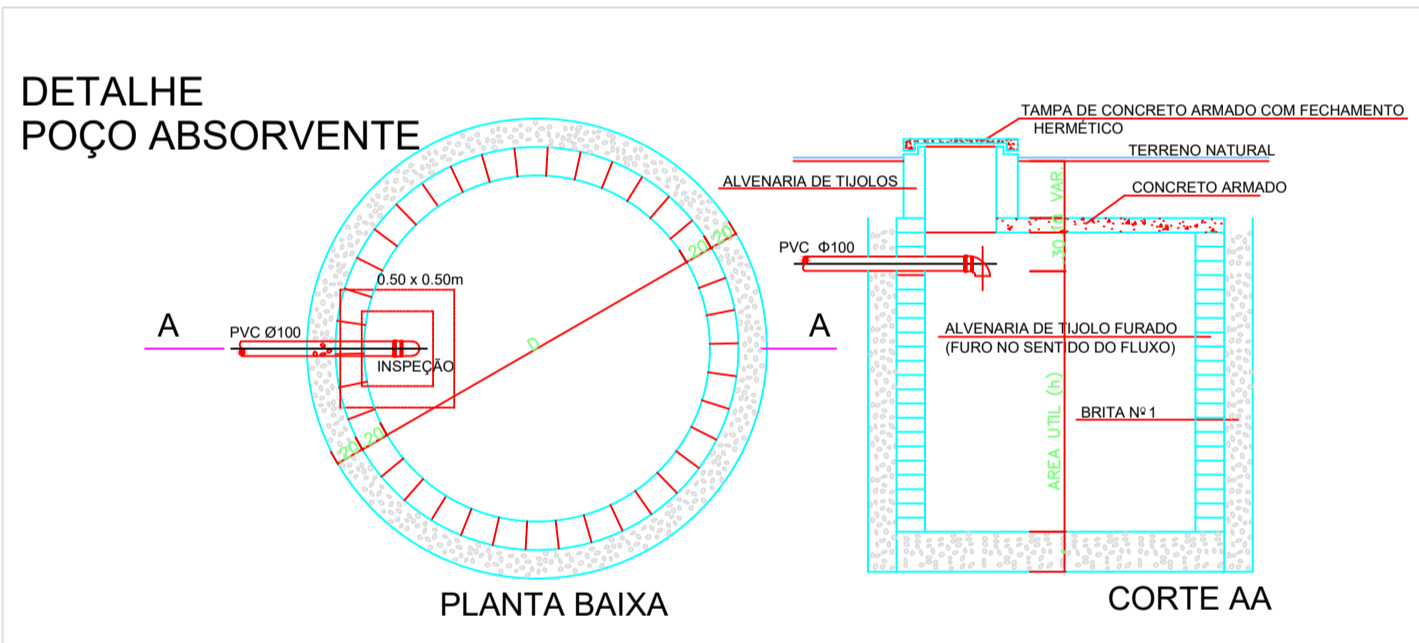 DETALHE
POÇO ABSORVENTE
20
20
0.50 x 0.50m
A
PVC Ø100
INSPEÇÃO
D
20
20
A
PLANTA BAIXA
TAMPA DE CONCRETO ARMADO COM FECHAMENTO
HERMÉTICO
TERRENO NATURAL
ALVENARIA DE TIJOLOS
CONCRETO ARMADO
VAR.
10
30
PVC Φ100
ALVENARIA DE TIJOLO FURADO
(FURO NO SENTIDO DO FLUXO)
AREA UTIL (h)
BRITA Nº 1
CORTE AA